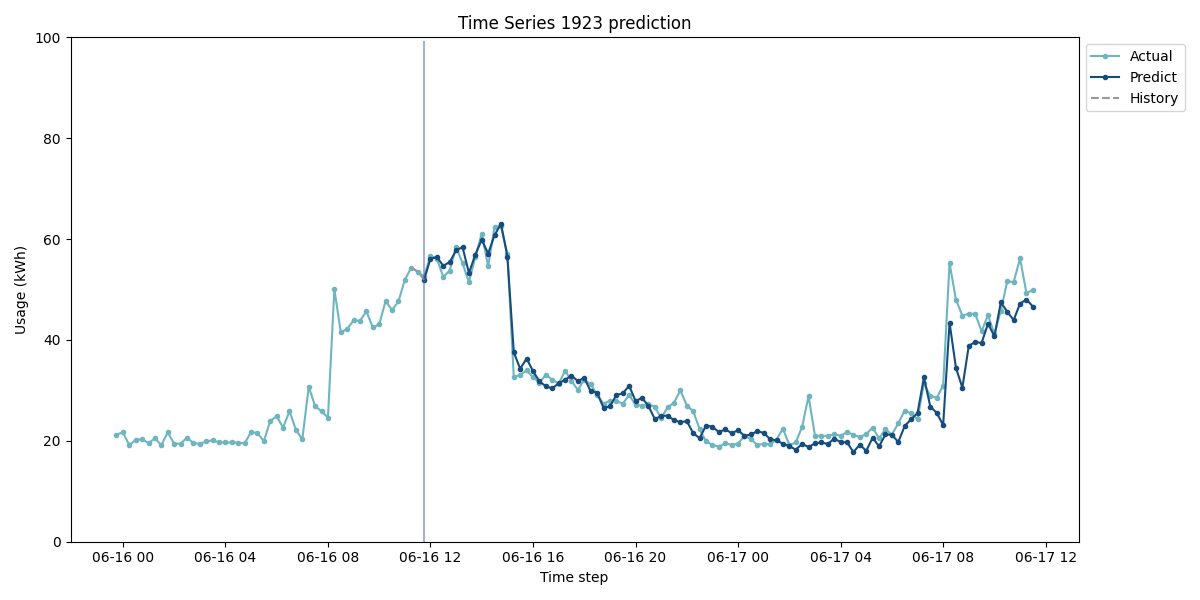 Time Series 1923 prediction
Actual
Predict
History
Usage (kWh)
100
80
60
40
20
0
06-16 00
06-16 04
06-16 08
06-16 12
06-16 16
06-16 20
06-17 00
06-17 04
06-17 08
06-17 12
Time step